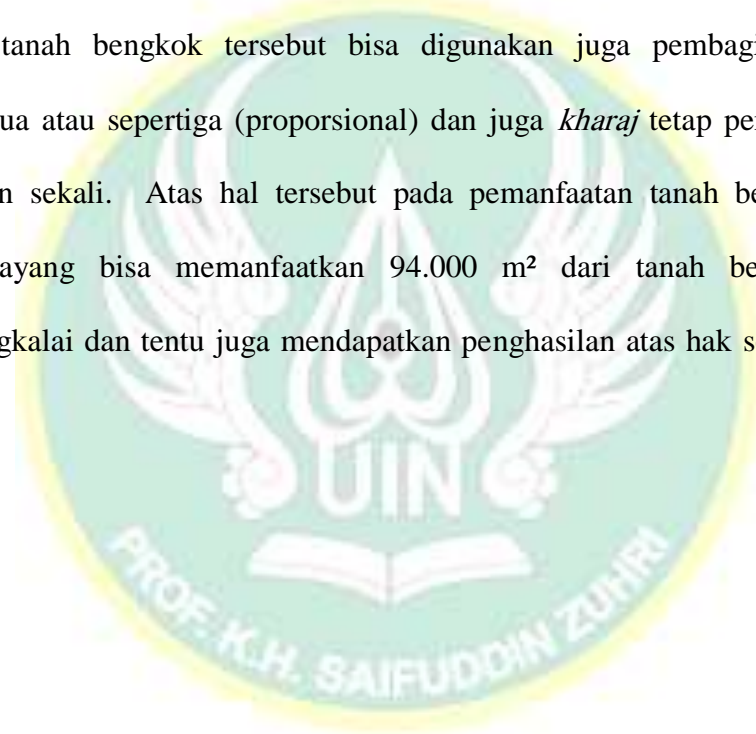 tanah bengkok tersebut bisa digunakan juga pembagi
ua atau sepertiga (proporsional) dan juga kharaj tetap per
n sekali. Atas hal tersebut pada pemanfaatan tanah be
ayang bisa memanfaatkan 94.000 m² dari tanah be
gkalai dan tentu juga mendapatkan penghasilan atas hak s
UIN
PROF. K.H. SAIFUDDIN ZUHRI